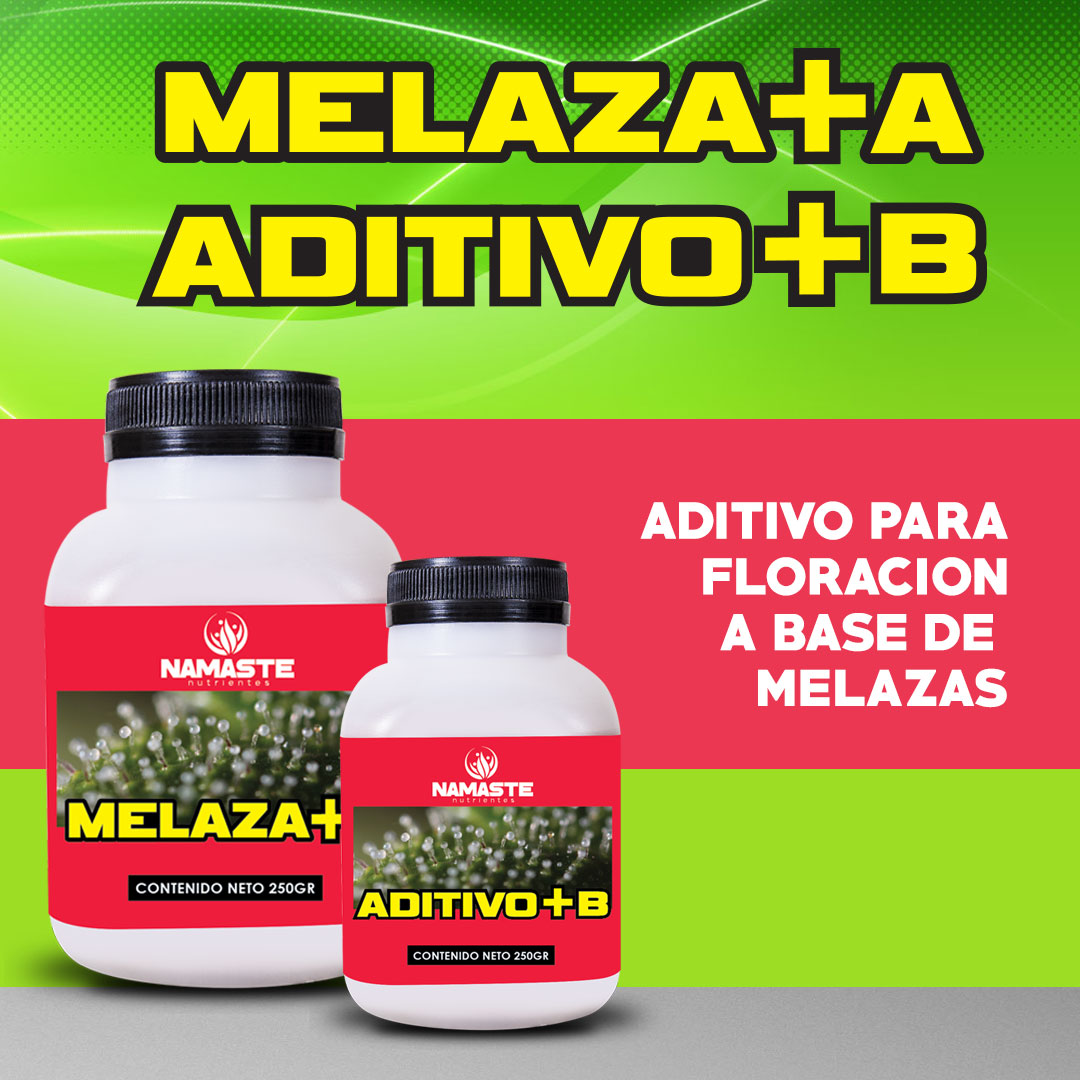 MELAZA+A
ADITIVO+B
ADITIVO PARA
FLORACION
A BASE DE
MELAZAS
NAMASTE
nutrientes
MELAZA+
CONTENIDO NETO 250GR
NAMASTE
nutrientes
ADITIVO+B
CONTENIDO NETO 250GR